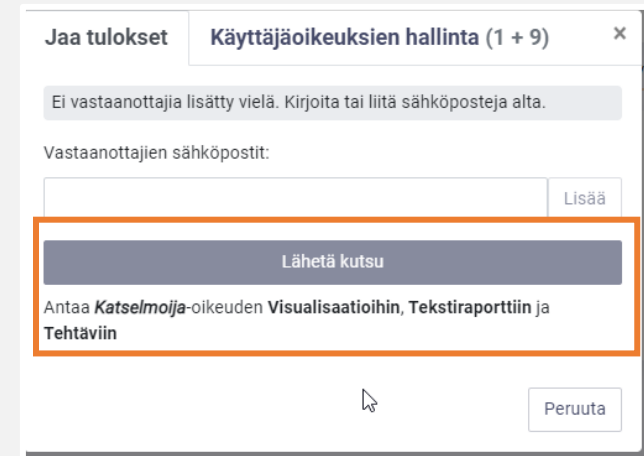 Jaa tulokset Käyttäjäoikeuksien hallinta (1 + 9) ×
Ei vastaanottajia lisätty vielä. Kirjoita tai liitä sähköposteja alta.
Vastaanottajien sähköpostit:
Lisää
Lähetä kutsu
Antaa Katselmoija-oikeuden Visualisaatioihin, Tekstiraporttiin ja
Tehtäviin
Peruuta